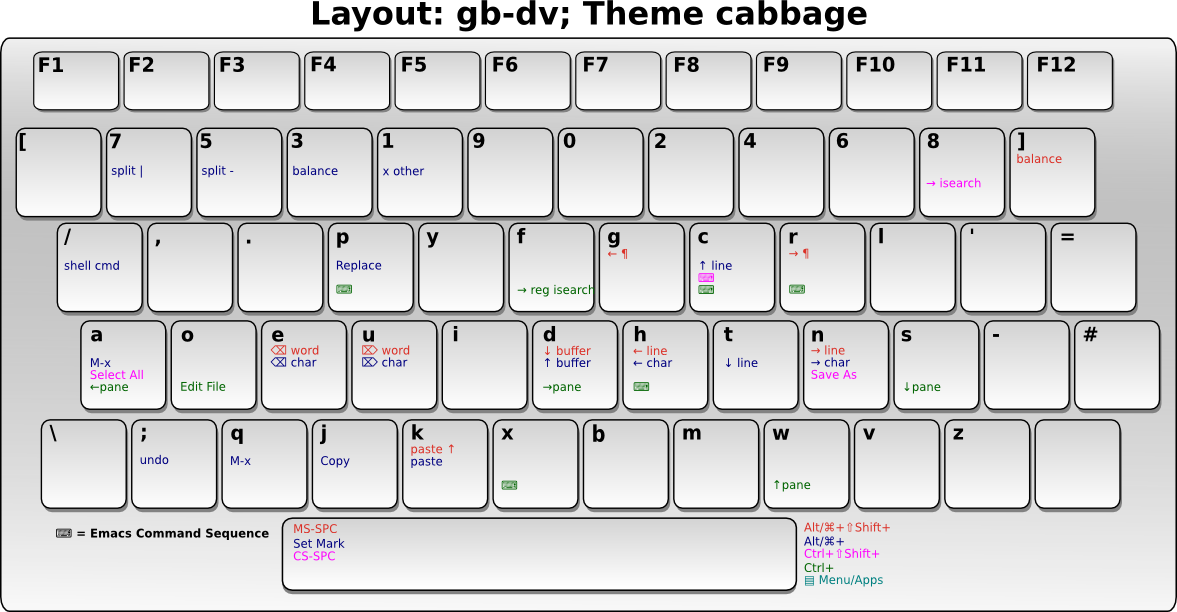 Layout: gb-dv; Theme cabbage
F1 F2 F3 F4 F5 F6 F7 F8 F9 F10 F11 F12
[ 7 5 3 1 9 0 2 4 6 8 ]
split | split - balance x other → isearch balance
/ , . p y f g c r l ' =
← ¶ → ¶
shell cmd Replace ↑ line
⌨
⌨ → reg isearch ⌨ ⌨
a o e u i d h t n s - #
⌫ word ⌦ word ↓ buffer ← line → line
M-x ⌫ char ⌦ char ↑ buffer ← char ↓ line → char
Select All Save As
←pane Edit File →pane ⌨ ↓pane
\ ; q j k x b m w v z
paste ↑
undo M-x Copy paste
⌨ ↑pane
⌨ = Emacs Command Sequence
MS-SPC
Set Mark
CS-SPC
Alt/⌘+⇧Shift+
Alt/⌘+
Ctrl+⇧Shift+
Ctrl+
▤ Menu/Apps